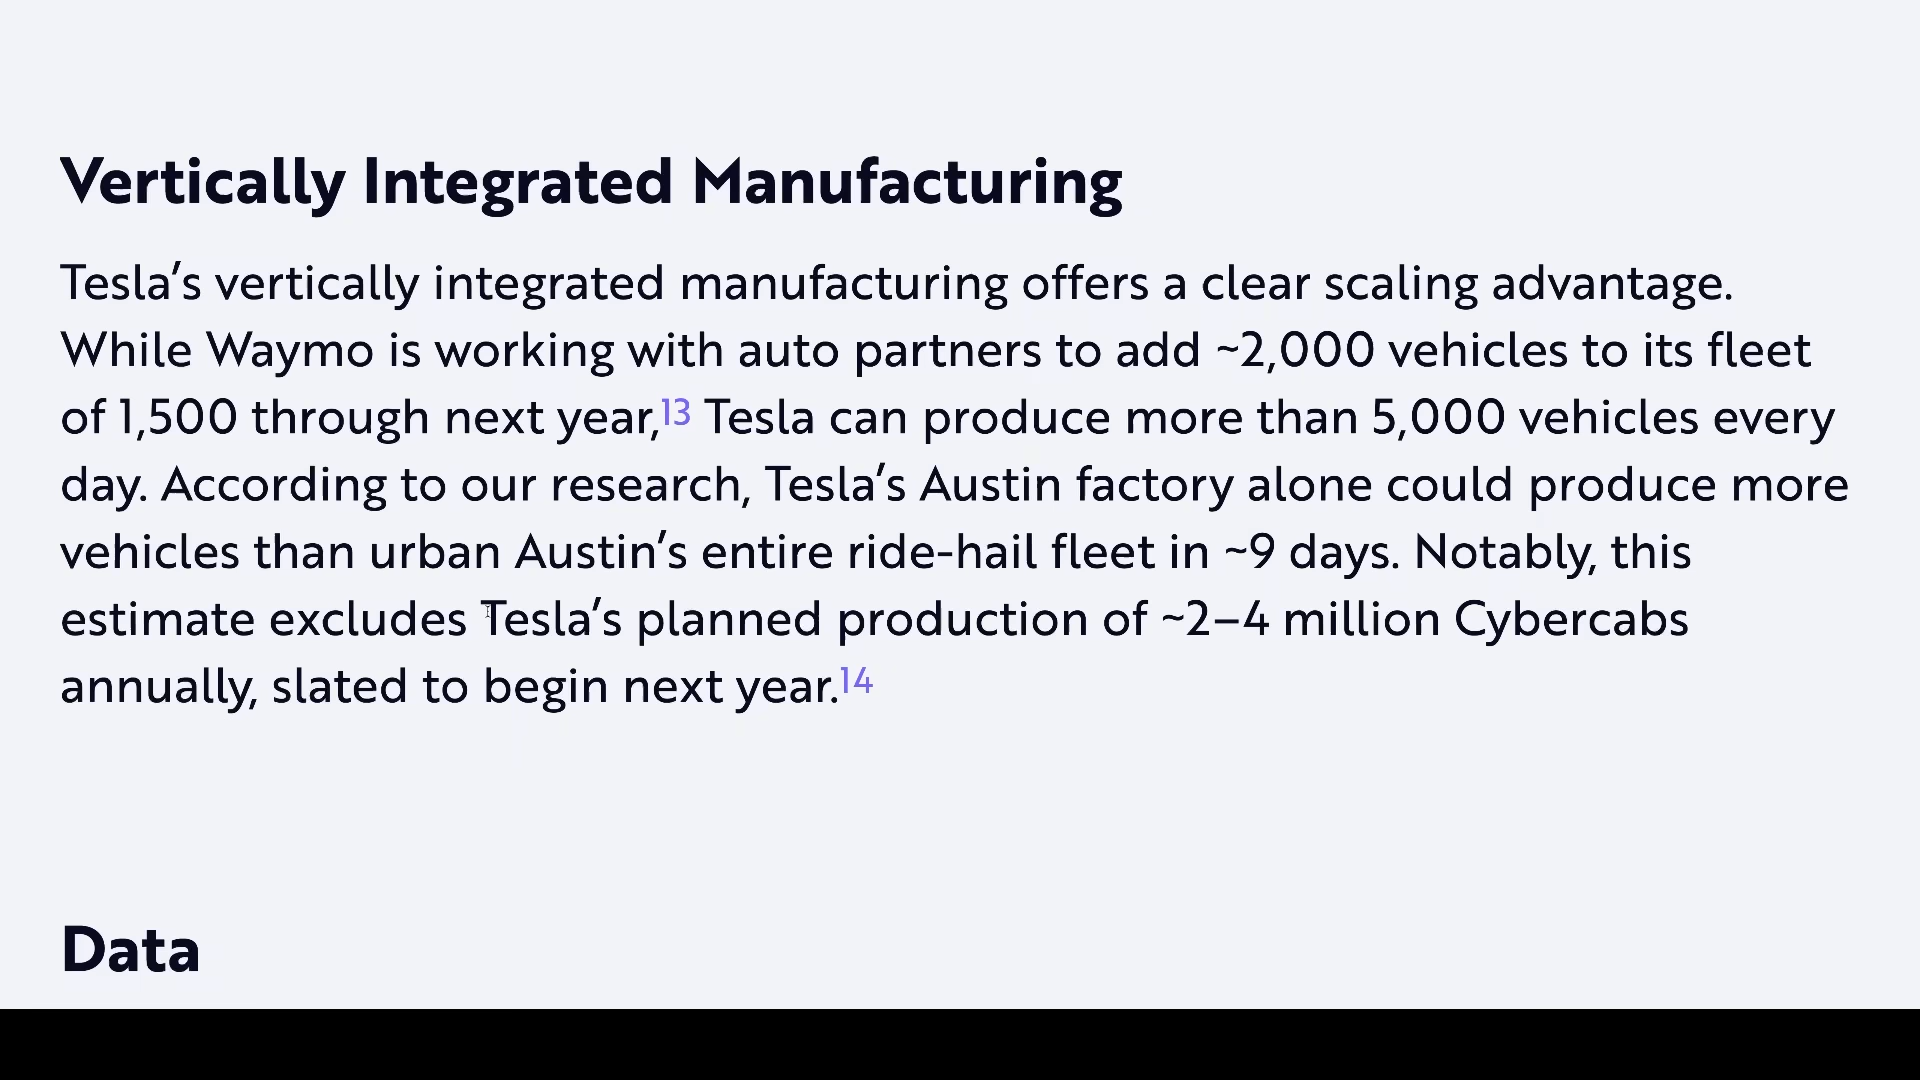 Vertically Integrated Manufacturing
Tesla’s vertically integrated manufacturing offers a clear scaling advantage.
While Waymo is working with auto partners to add ~2,000 vehicles to its fleet
of 1,500 through next year,13 Tesla can produce more than 5,000 vehicles every
day. According to our research, Tesla’s Austin factory alone could produce more
vehicles than urban Austin’s entire ride-hail fleet in ~9 days. Notably, this
estimate excludes Tesla’s planned production of ~2–4 million Cybercabs
annually, slated to begin next year.14
Data